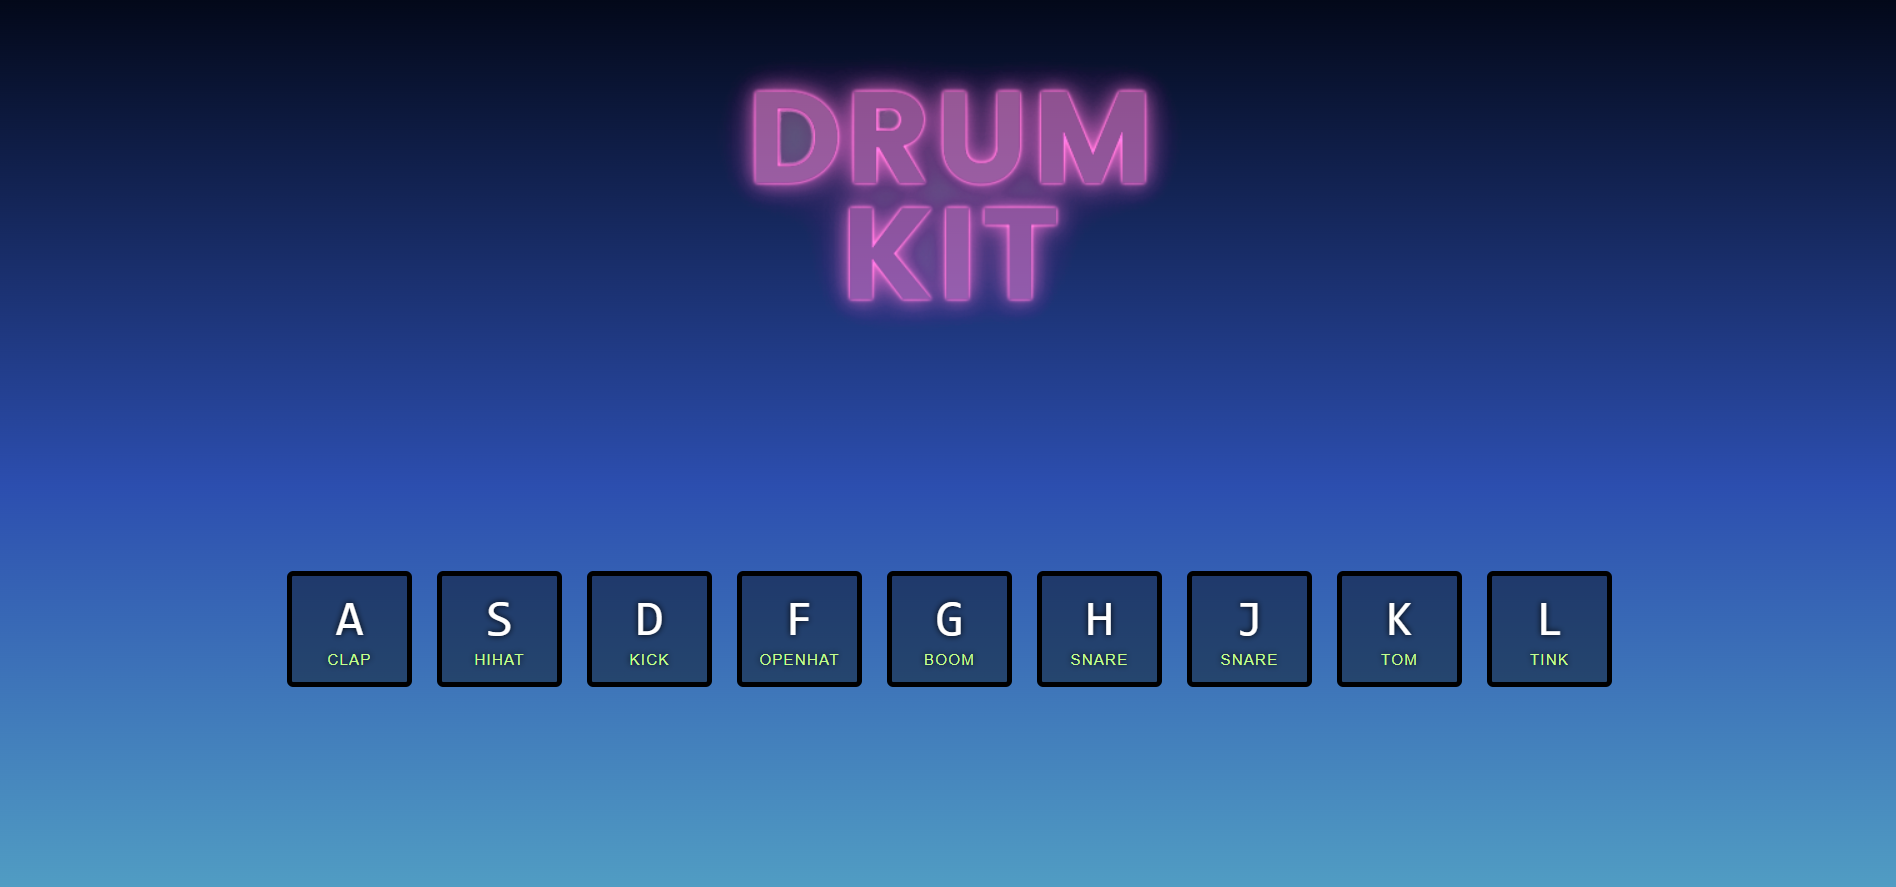 DRUM
KIT
A S D F G H J K L
CLAP HIHAT KICK OPENHAT BOOM SNARE SNARE TOM TINK